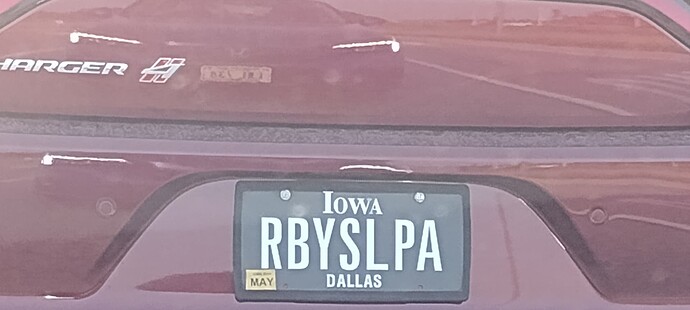 HARGER
IOWA
RBYSLPA
MAY
DALLAS